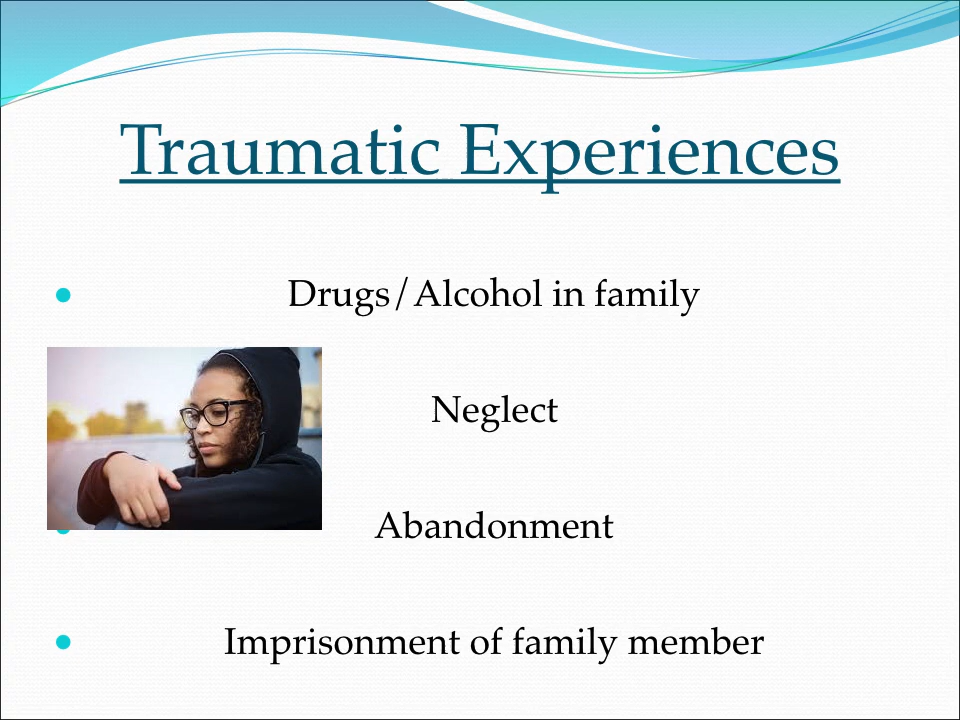 Traumatic Experiences
• Drugs/Alcohol in family
Neglect
• Abandonment
• Imprisonment of family member